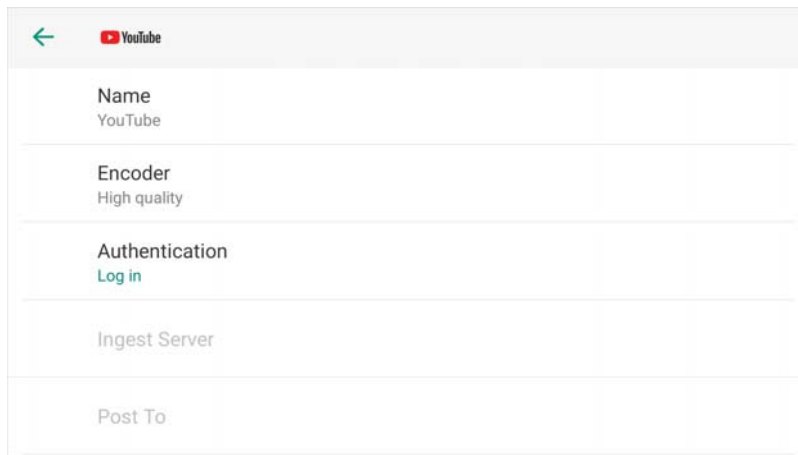 YouTube
Name
YouTube
Encoder
High quality
Authentication
Log in
Ingest Server
Post To